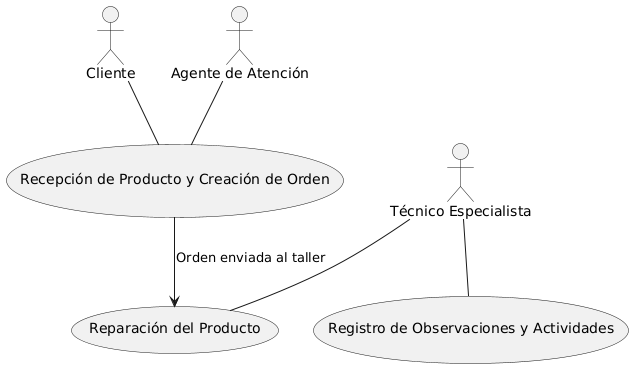 Cliente
Agente de Atención
Recepción de Producto y Creación de Orden
Técnico Especialista
Orden enviada al taller
Reparación del Producto
Registro de Observaciones y Actividades